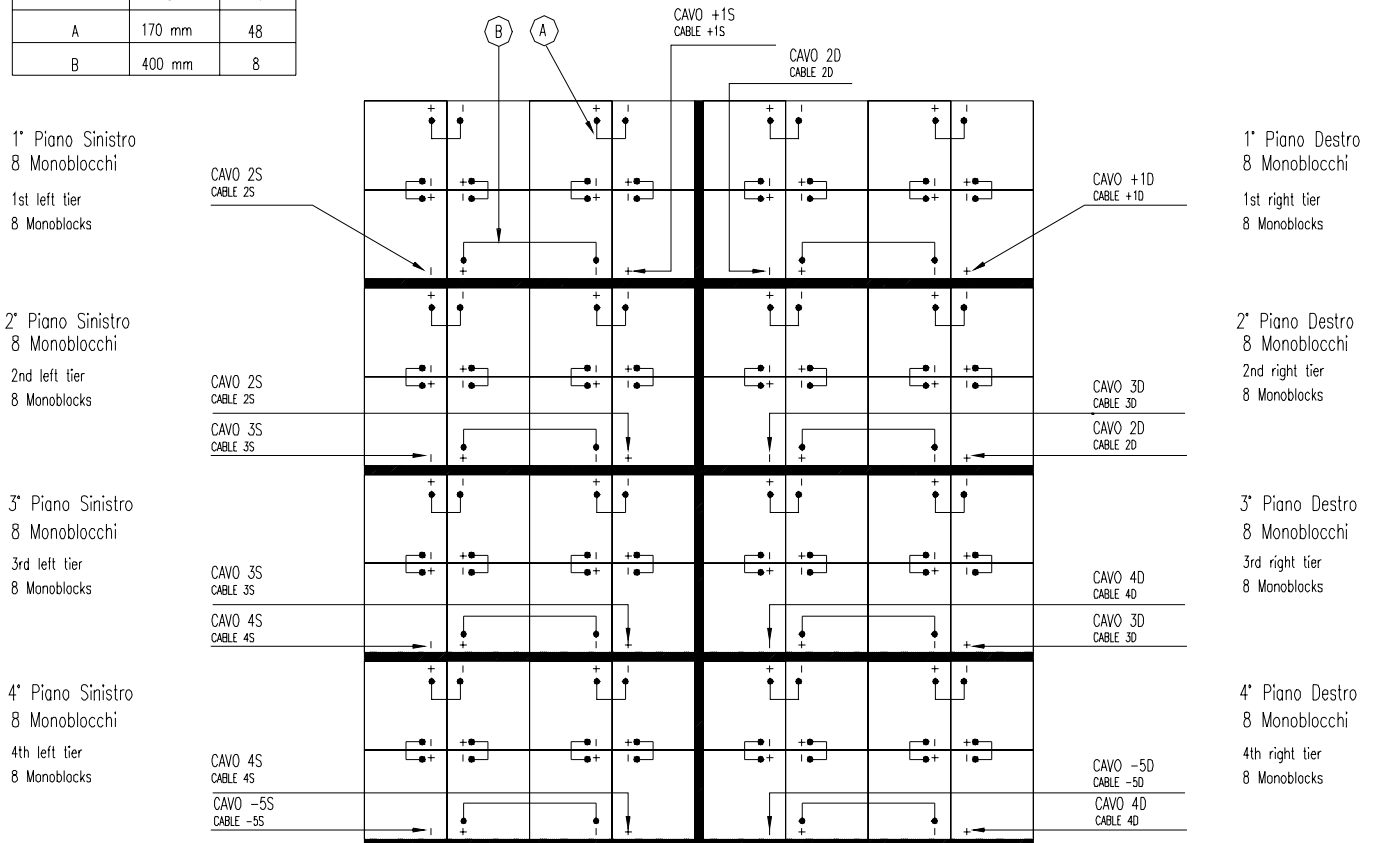 A 170 mm 48
B 400 mm 8
B A
CAVO +1S
CABLE +1S
CAVO 2D
CABLE 2D
1° Piano Sinistro
8 Monoblocchi
1st left tier
8 Monoblocks
CAVO 2S
CABLE 2S
CAVO +1D
CABLE +1D
1° Piano Destro
8 Monoblocchi
1st right tier
8 Monoblocks
2° Piano Sinistro
8 Monoblocchi
2nd left tier
8 Monoblocks
CAVO 2S
CABLE 2S
CAVO 3S
CABLE 3S
CAVO 3D
CABLE 3D
CAVO 2D
CABLE 2D
2° Piano Destro
8 Monoblocchi
2nd right tier
8 Monoblocks
3° Piano Sinistro
8 Monoblocchi
3rd left tier
8 Monoblocks
CAVO 3S
CABLE 3S
CAVO 4S
CABLE 4S
CAVO 4D
CABLE 4D
CAVO 3D
CABLE 3D
3° Piano Destro
8 Monoblocchi
3rd right tier
8 Monoblocks
4° Piano Sinistro
8 Monoblocchi
4th left tier
8 Monoblocks
CAVO 4S
CABLE 4S
CAVO -5S
CABLE -5S
CAVO -5D
CABLE -5D
CAVO 4D
CABLE 4D
4° Piano Destro
8 Monoblocchi
4th right tier
8 Monoblocks